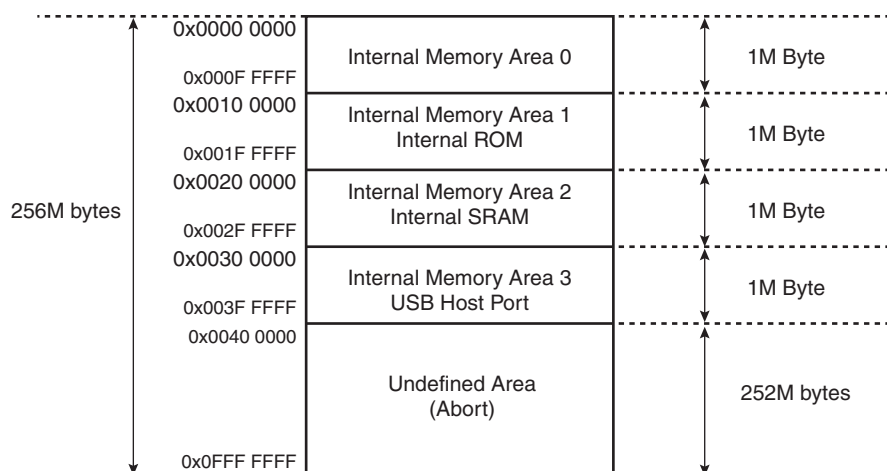 0x0000 0000
Internal Memory Area 0
1M Byte
0x000F FFFF
0x0010 0000
Internal Memory Area 1
Internal ROM
1M Byte
0x001F FFFF
0x0020 0000
256M bytes
Internal Memory Area 2
Internal SRAM
1M Byte
0x002F FFFF
0x0030 0000
Internal Memory Area 3
USB Host Port
1M Byte
0x003F FFFF
0x0040 0000
Undefined Area
(Abort)
252M bytes
0x0FFF FFFF